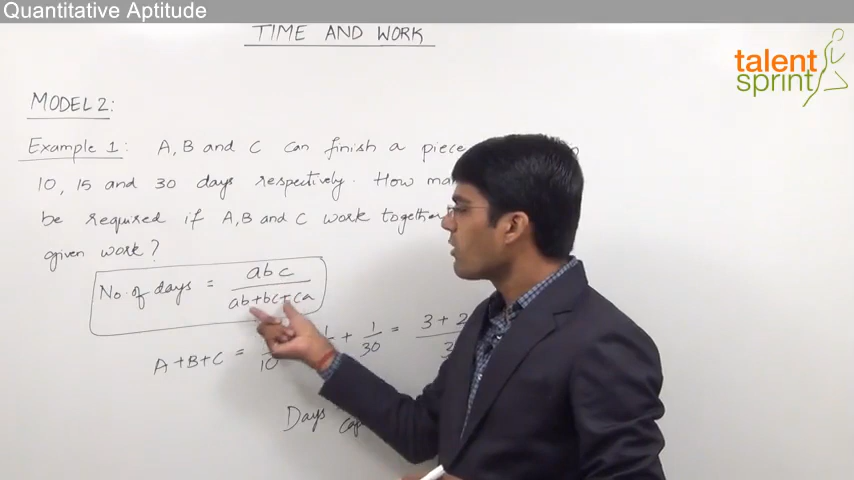 Quantitative Aptitude
TIME AND WORK
talent
sprint
MODEL 2:
Example 1: A, B and C can finish a piece
10, 15 and 30 days respectively. How
be required if A, B and C work together
given work?
No. of days = abc / ab+bc+ca
A+B+C = 10 + 1/30 = 3+2
Days